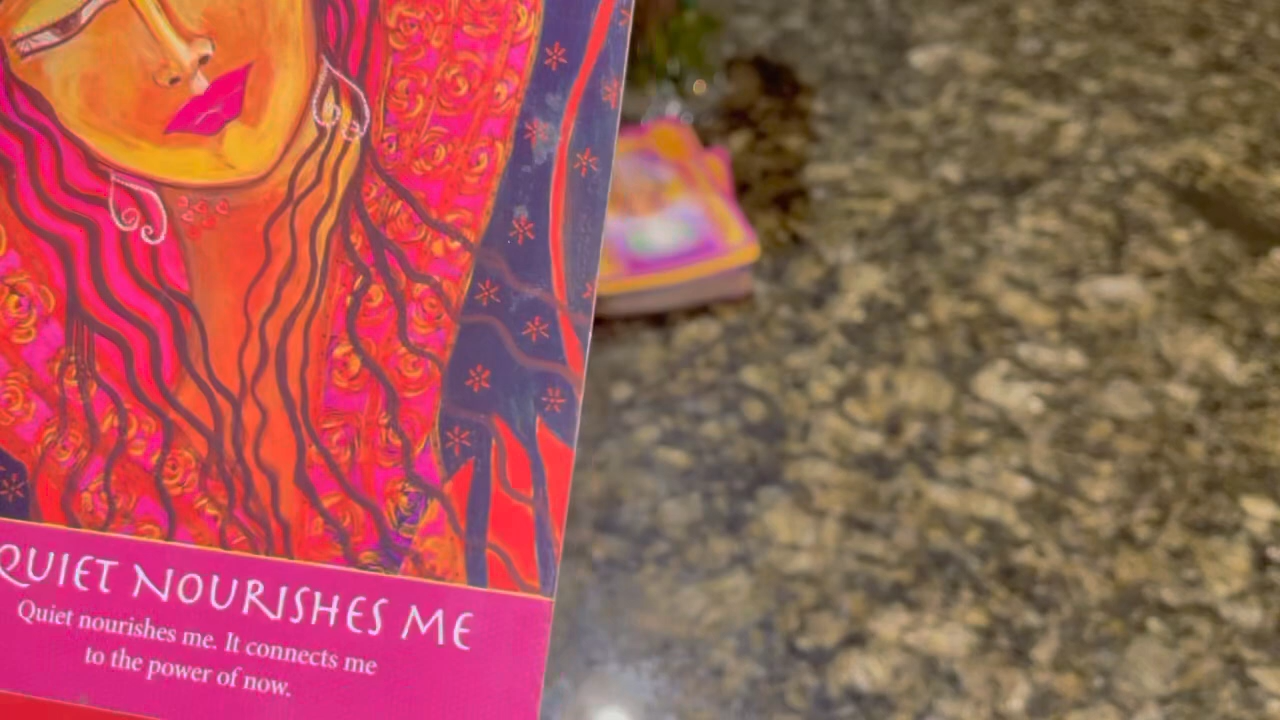 QUIET NOURISHES ME
Quiet nourishes me. It connects me
to the power of now.